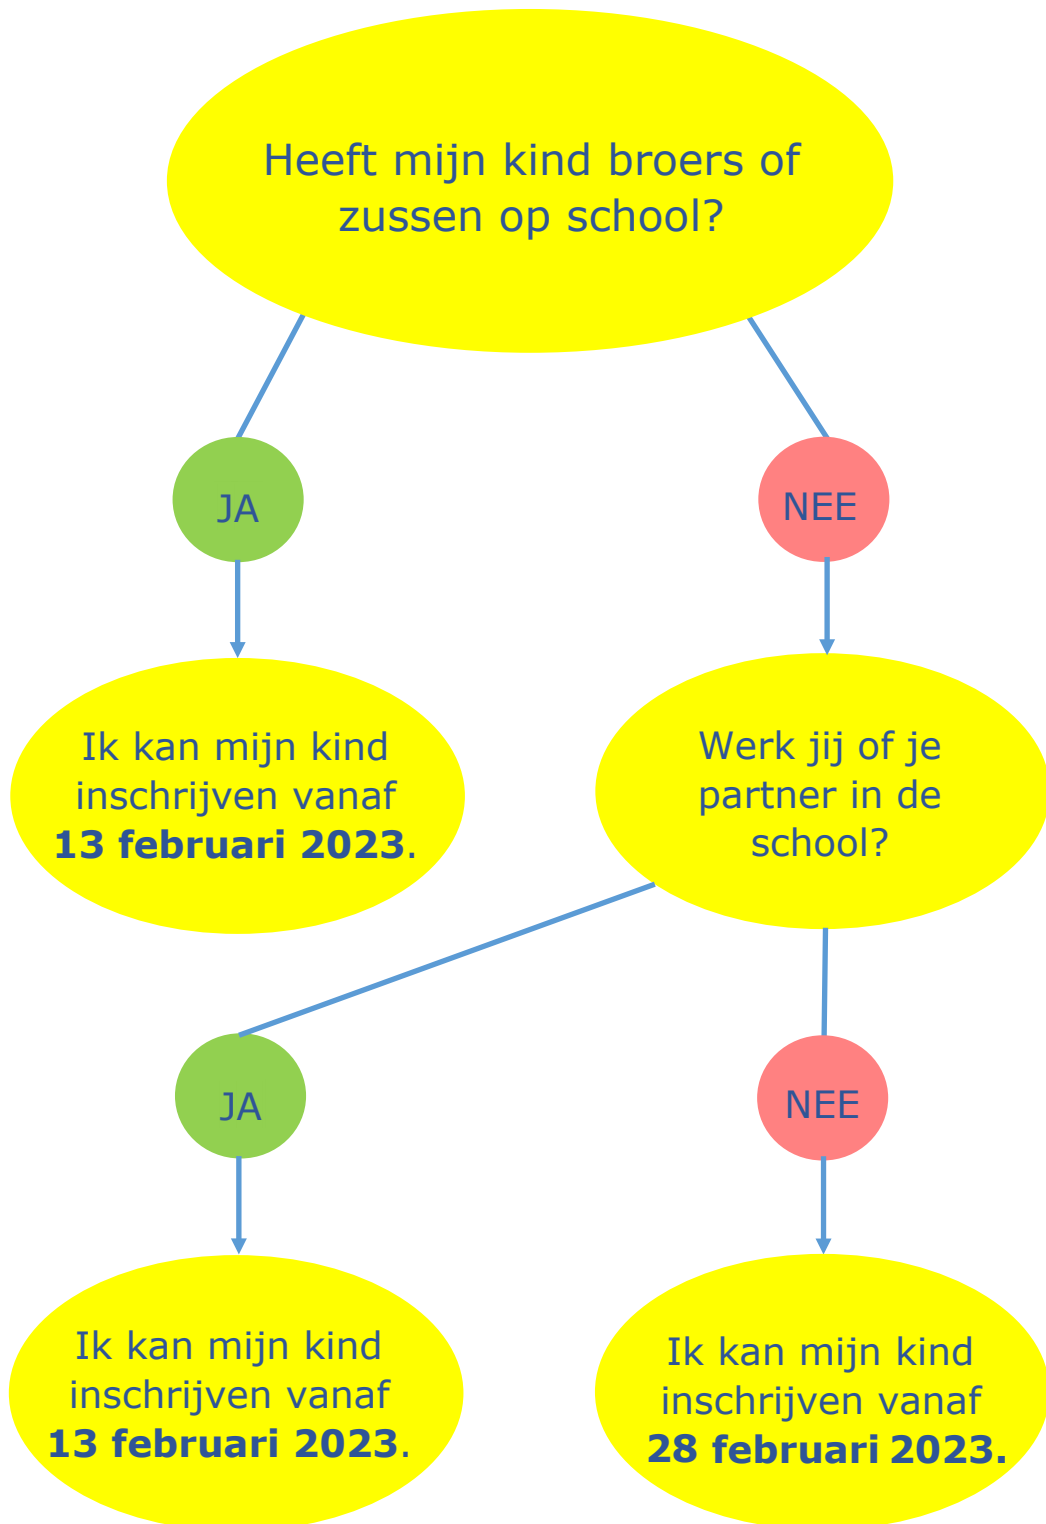 Heeft mijn kind broers of
zussen op school?
JA
NEE
Ik kan mijn kind
inschrijven vanaf
13 februari 2023.
Werk jij of je
partner in de
school?
JA
NEE
Ik kan mijn kind
inschrijven vanaf
13 februari 2023.
Ik kan mijn kind
inschrijven vanaf
28 februari 2023.